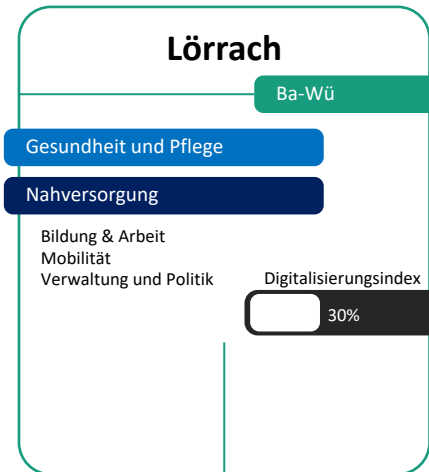 Lörrach
Ba-Wü
Gesundheit und Pflege
Nahversorgung
Bildung & Arbeit
Mobilität
Verwaltung und Politik
Digitalisierungsindex
30%